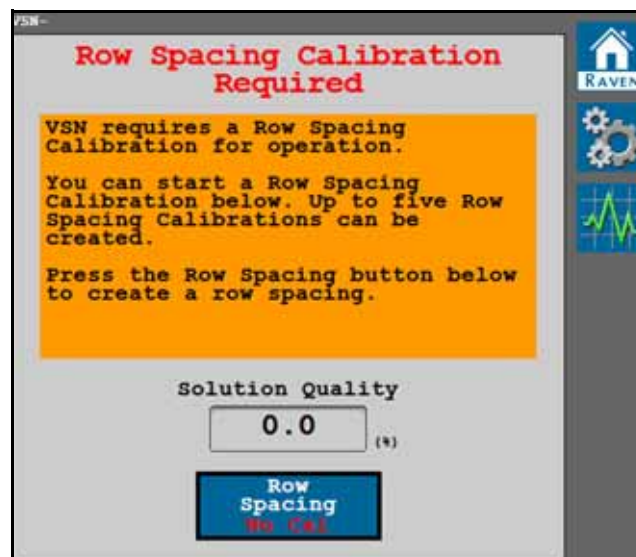 VSN-
Row Spacing Calibration
Required
RAVEN
VSN requires a Row Spacing
Calibration for operation.
You can start a Row Spacing
Calibration below. Up to five Row
Spacing Calibrations can be
created.
Press the Row Spacing button below
to create a row spacing.
Solution Quality
0.0
(%)
Row
Spacing
No Cal